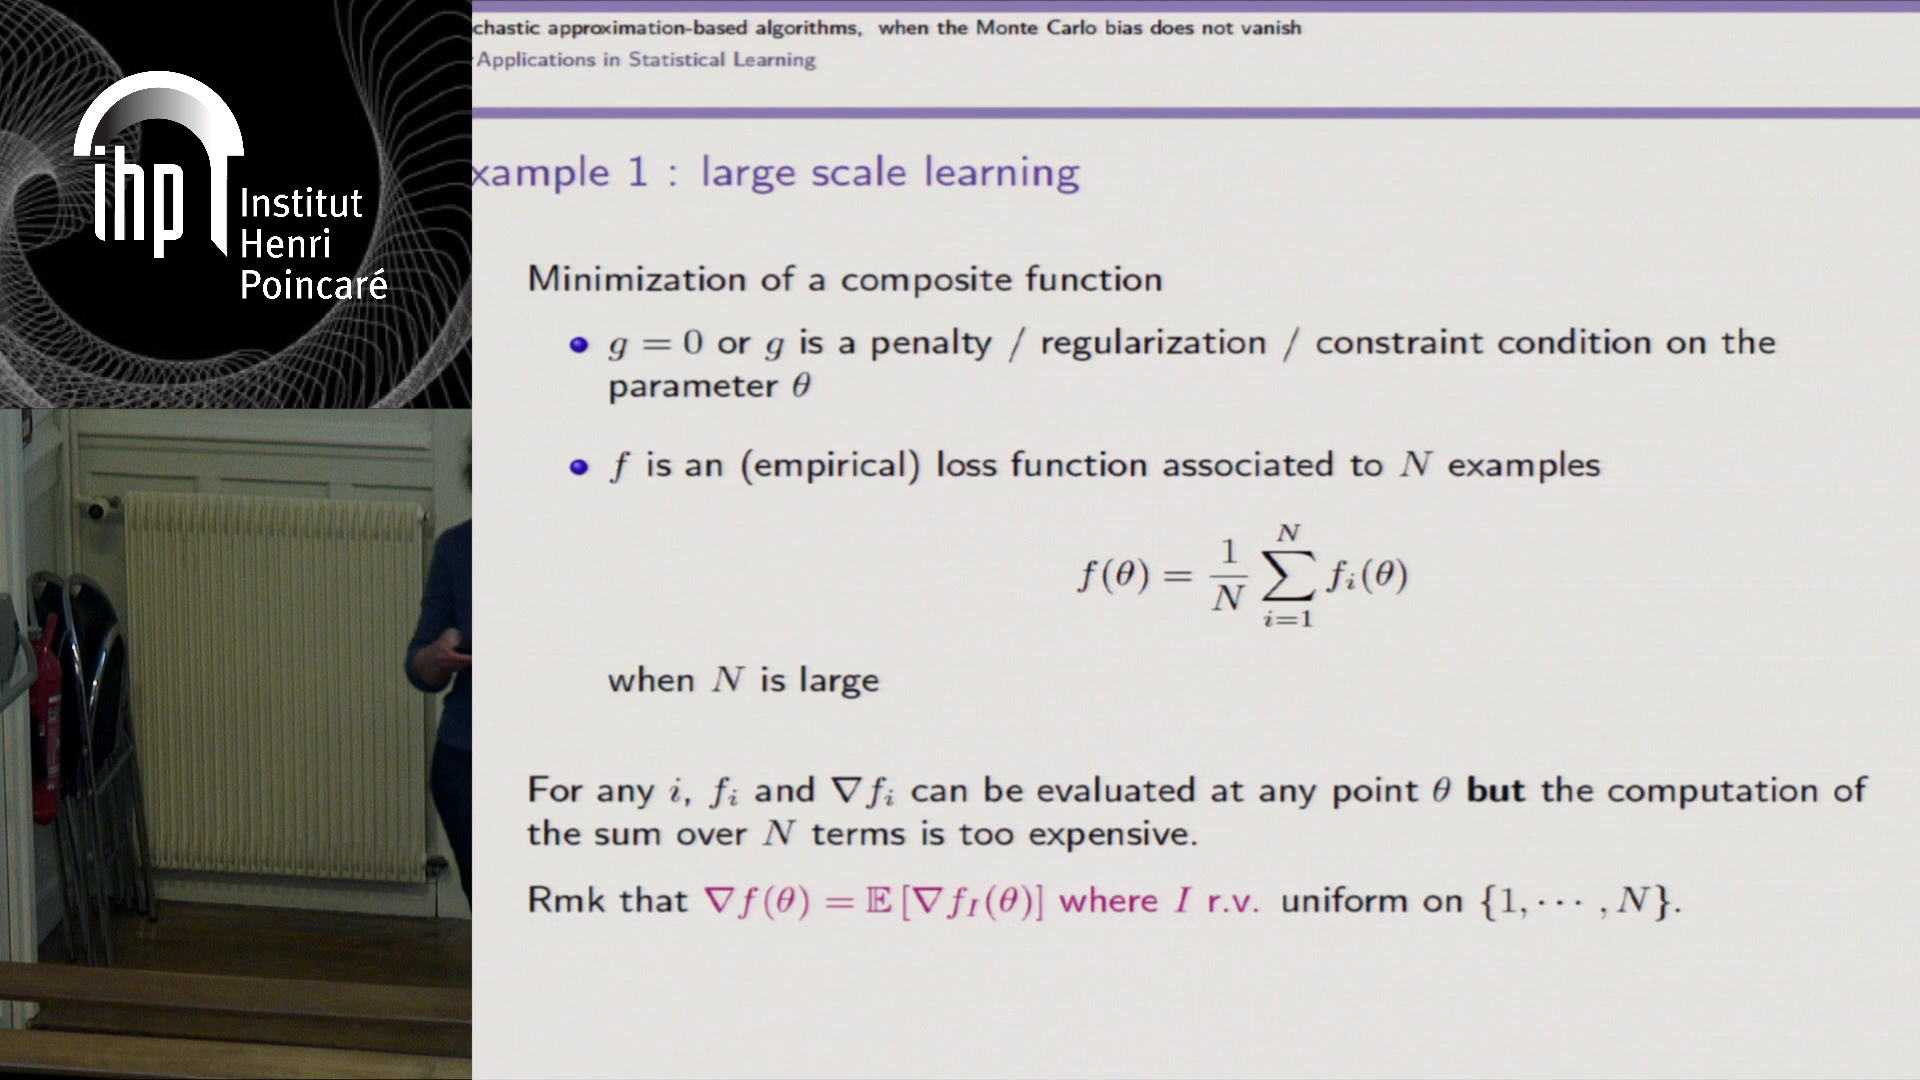 ihp
Institut
Henri
Poincaré
chastic approximation-based algorithms, when the Monte Carlo bias does not vanish
Applications in Statistical Learning
xample 1 : large scale learning
Minimization of a composite function
• g = 0 or g is a penalty / regularization / constraint condition on the
parameter θ
• f is an (empirical) loss function associated to N examples
f(θ) = 1/N ∑_{i=1}^{N} f_i(θ)
when N is large
For any i, f_i and ∇f_i can be evaluated at any point θ but the computation of
the sum over N terms is too expensive.
Rmk that ∇f(θ) = 𝔼 [∇f_I(θ)] where I r.v. uniform on {1, ⋯ , N}.